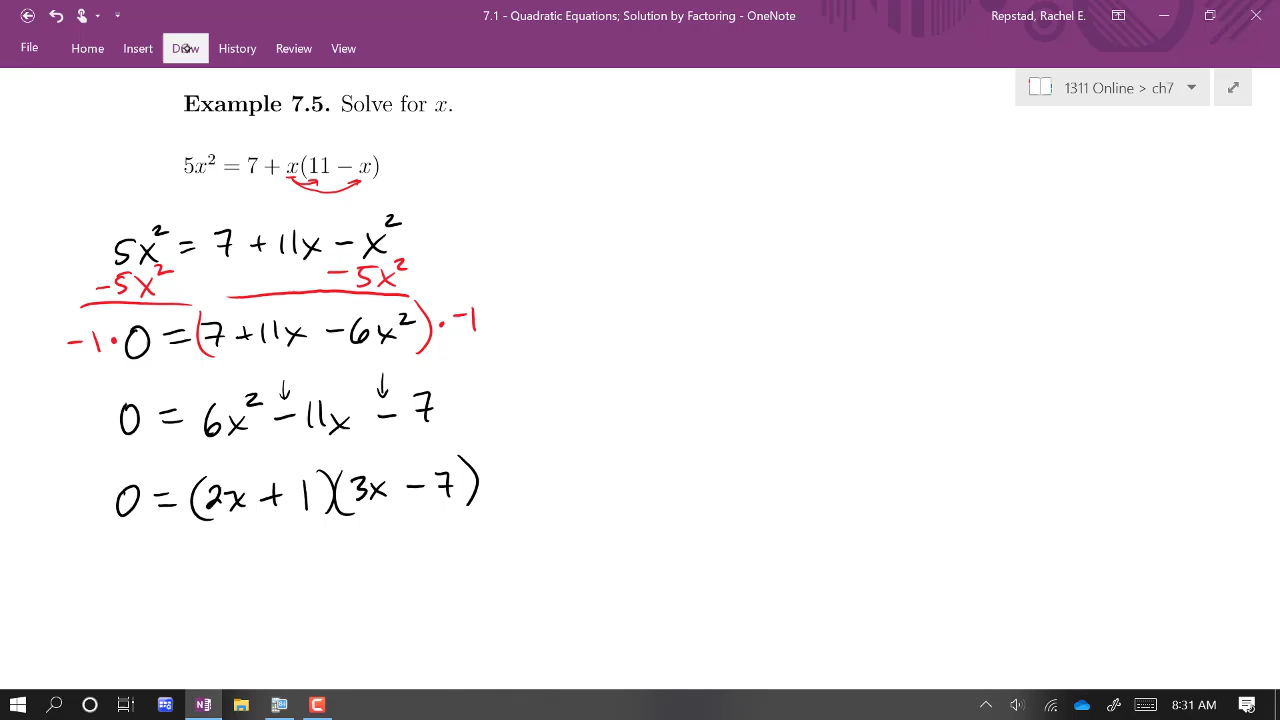 7.1 - Quadratic Equations; Solution by Factoring - OneNote
Repstad, Rachel E.
File Home Insert Draw History Review View
1311 Online > ch7
Example 7.5. Solve for x.
5x² = 7 + x(11 − x)
5x² = 7 + 11x − x²
−5x² −5x²
−1 · 0 = (7 + 11x − 6x²) · −1
0 = 6x² − 11x − 7
0 = (2x + 1)(3x − 7)
8:31 AM